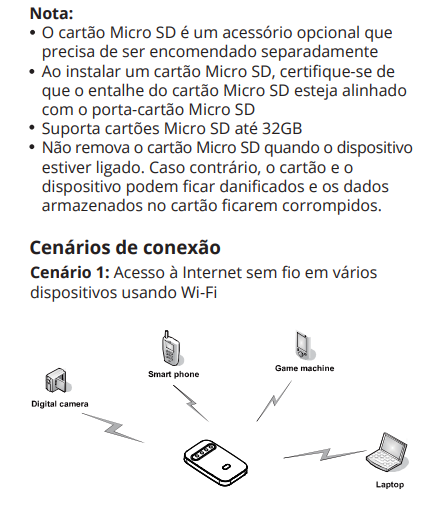 Nota:
• O cartão Micro SD é um acessório opcional que
precisa de ser encomendado separadamente
• Ao instalar um cartão Micro SD, certifique-se de
que o entalhe do cartão Micro SD esteja alinhado
com o porta-cartão Micro SD
• Suporta cartões Micro SD até 32GB
• Não remova o cartão Micro SD quando o dispositivo
estiver ligado. Caso contrário, o cartão e o
dispositivo podem ficar danificados e os dados
armazenados no cartão ficarem corrompidos.
Cenários de conexão
Cenário 1: Acesso à Internet sem fio em vários
dispositivos usando Wi-Fi
Smart phone
Game machine
Digital camera
Laptop